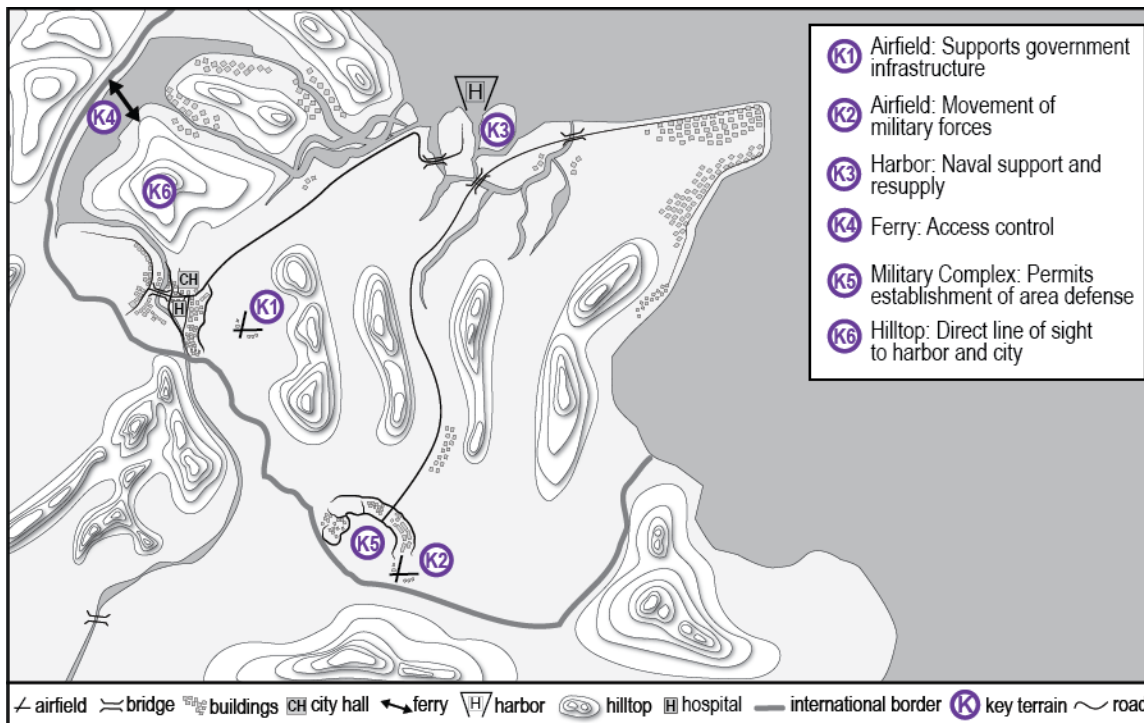 K1 Airfield: Supports government
infrastructure
K2 Airfield: Movement of
military forces
K3 Harbor: Naval support and
resupply
K4 Ferry: Access control
K5 Military Complex: Permits
establishment of area defense
K6 Hilltop: Direct line of sight
to harbor and city
H
K4
K3
K6
CH
H
K1
K5
K2
airfield bridge buildings CH city hall ferry H harbor hilltop H hospital international border K key terrain road